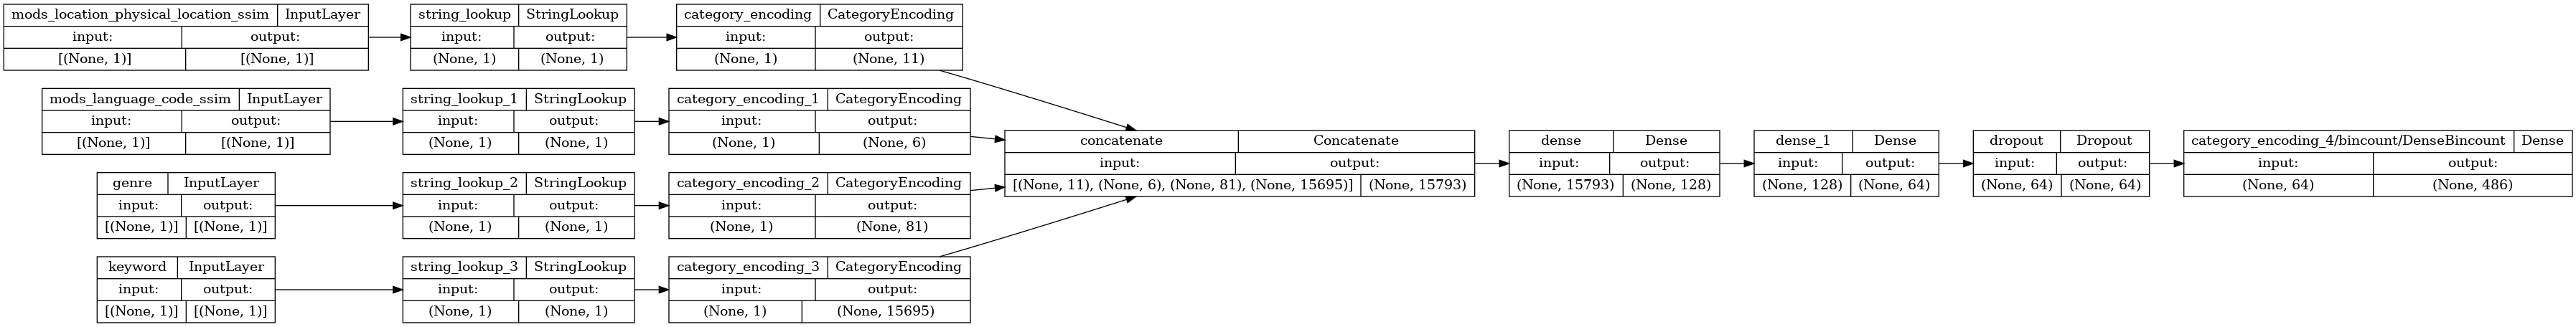 mods_location_physical_location_ssim InputLayer
input: output:
[(None, 1)] [(None, 1)]
string_lookup StringLookup
input: output:
(None, 1) (None, 1)
category_encoding CategoryEncoding
input: output:
(None, 1) (None, 11)
mods_language_code_ssim InputLayer
input: output:
[(None, 1)] [(None, 1)]
string_lookup_1 StringLookup
input: output:
(None, 1) (None, 1)
category_encoding_1 CategoryEncoding
input: output:
(None, 1) (None, 6)
genre InputLayer
input: output:
[(None, 1)] [(None, 1)]
string_lookup_2 StringLookup
input: output:
(None, 1) (None, 1)
category_encoding_2 CategoryEncoding
input: output:
(None, 1) (None, 81)
keyword InputLayer
input: output:
[(None, 1)] [(None, 1)]
string_lookup_3 StringLookup
input: output:
(None, 1) (None, 1)
category_encoding_3 CategoryEncoding
input: output:
(None, 1) (None, 15695)
concatenate Concatenate
input: output:
[(None, 11), (None, 6), (None, 81), (None, 15695)] (None, 15793)
dense Dense
input: output:
(None, 15793) (None, 128)
dense_1 Dense
input: output:
(None, 128) (None, 64)
dropout Dropout
input: output:
(None, 64) (None, 64)
category_encoding_4/bincount/DenseBincount Dense
input: output:
(None, 64) (None, 486)